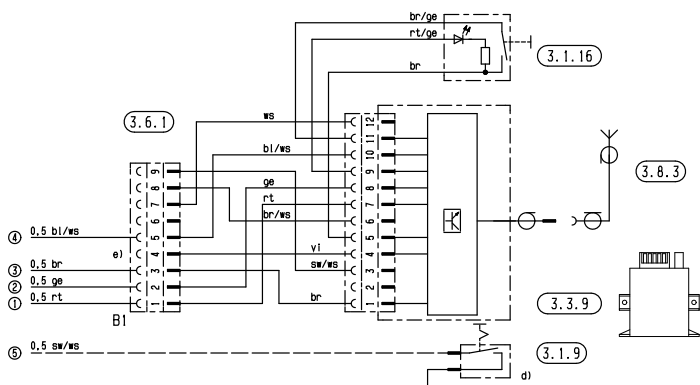 br/ge
rt/ge
br
3.1.16
3.6.1
ws
12
11
bl/ws
10
9
9
8
ge
8
7
rt
7
6
br/ws
6
5
5
4
vi
4
3
sw/ws
3
2
2
1
br
1
3.8.3
④ 0,5 bl/ws
e)
③ 0,5 br
② 0,5 ge
① 0,5 rt
B1
3.3.9
⑤ 0,5 sw/ws
3.1.9
d)